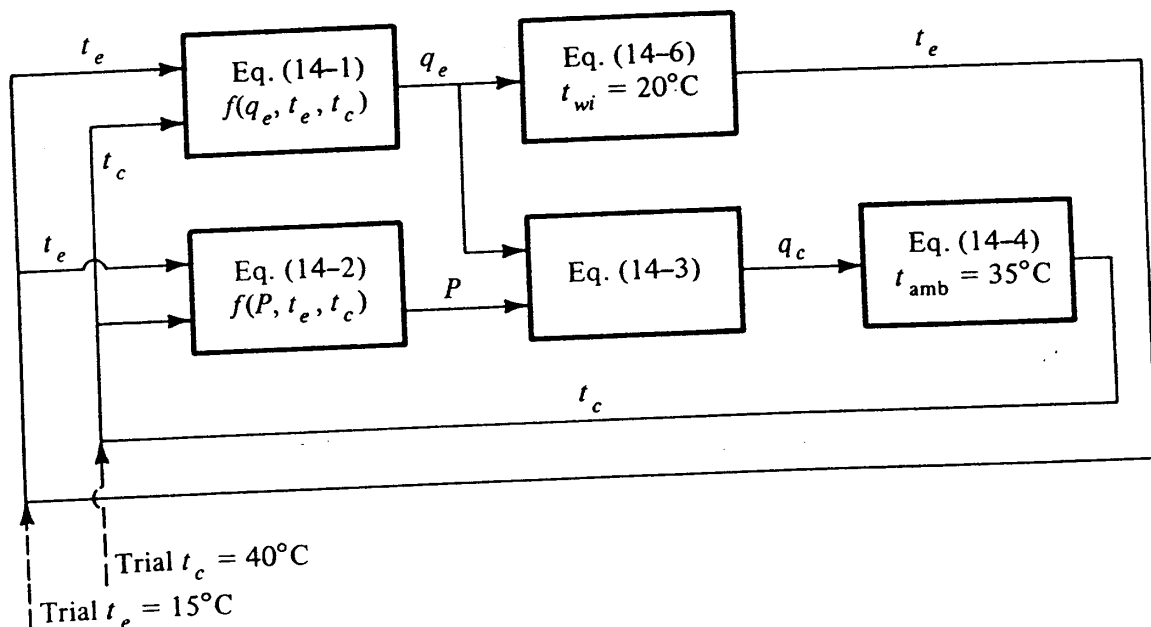 t_e
Eq. (14–1)
f(q_e, t_e, t_c)
q_e
Eq. (14–6)
t_wi = 20°C
t_e
t_c
t_e
Eq. (14–2)
f(P, t_e, t_c)
P
Eq. (14–3)
q_c
Eq. (14–4)
t_amb = 35°C
t_c
Trial t_c = 40°C
Trial t_e = 15°C